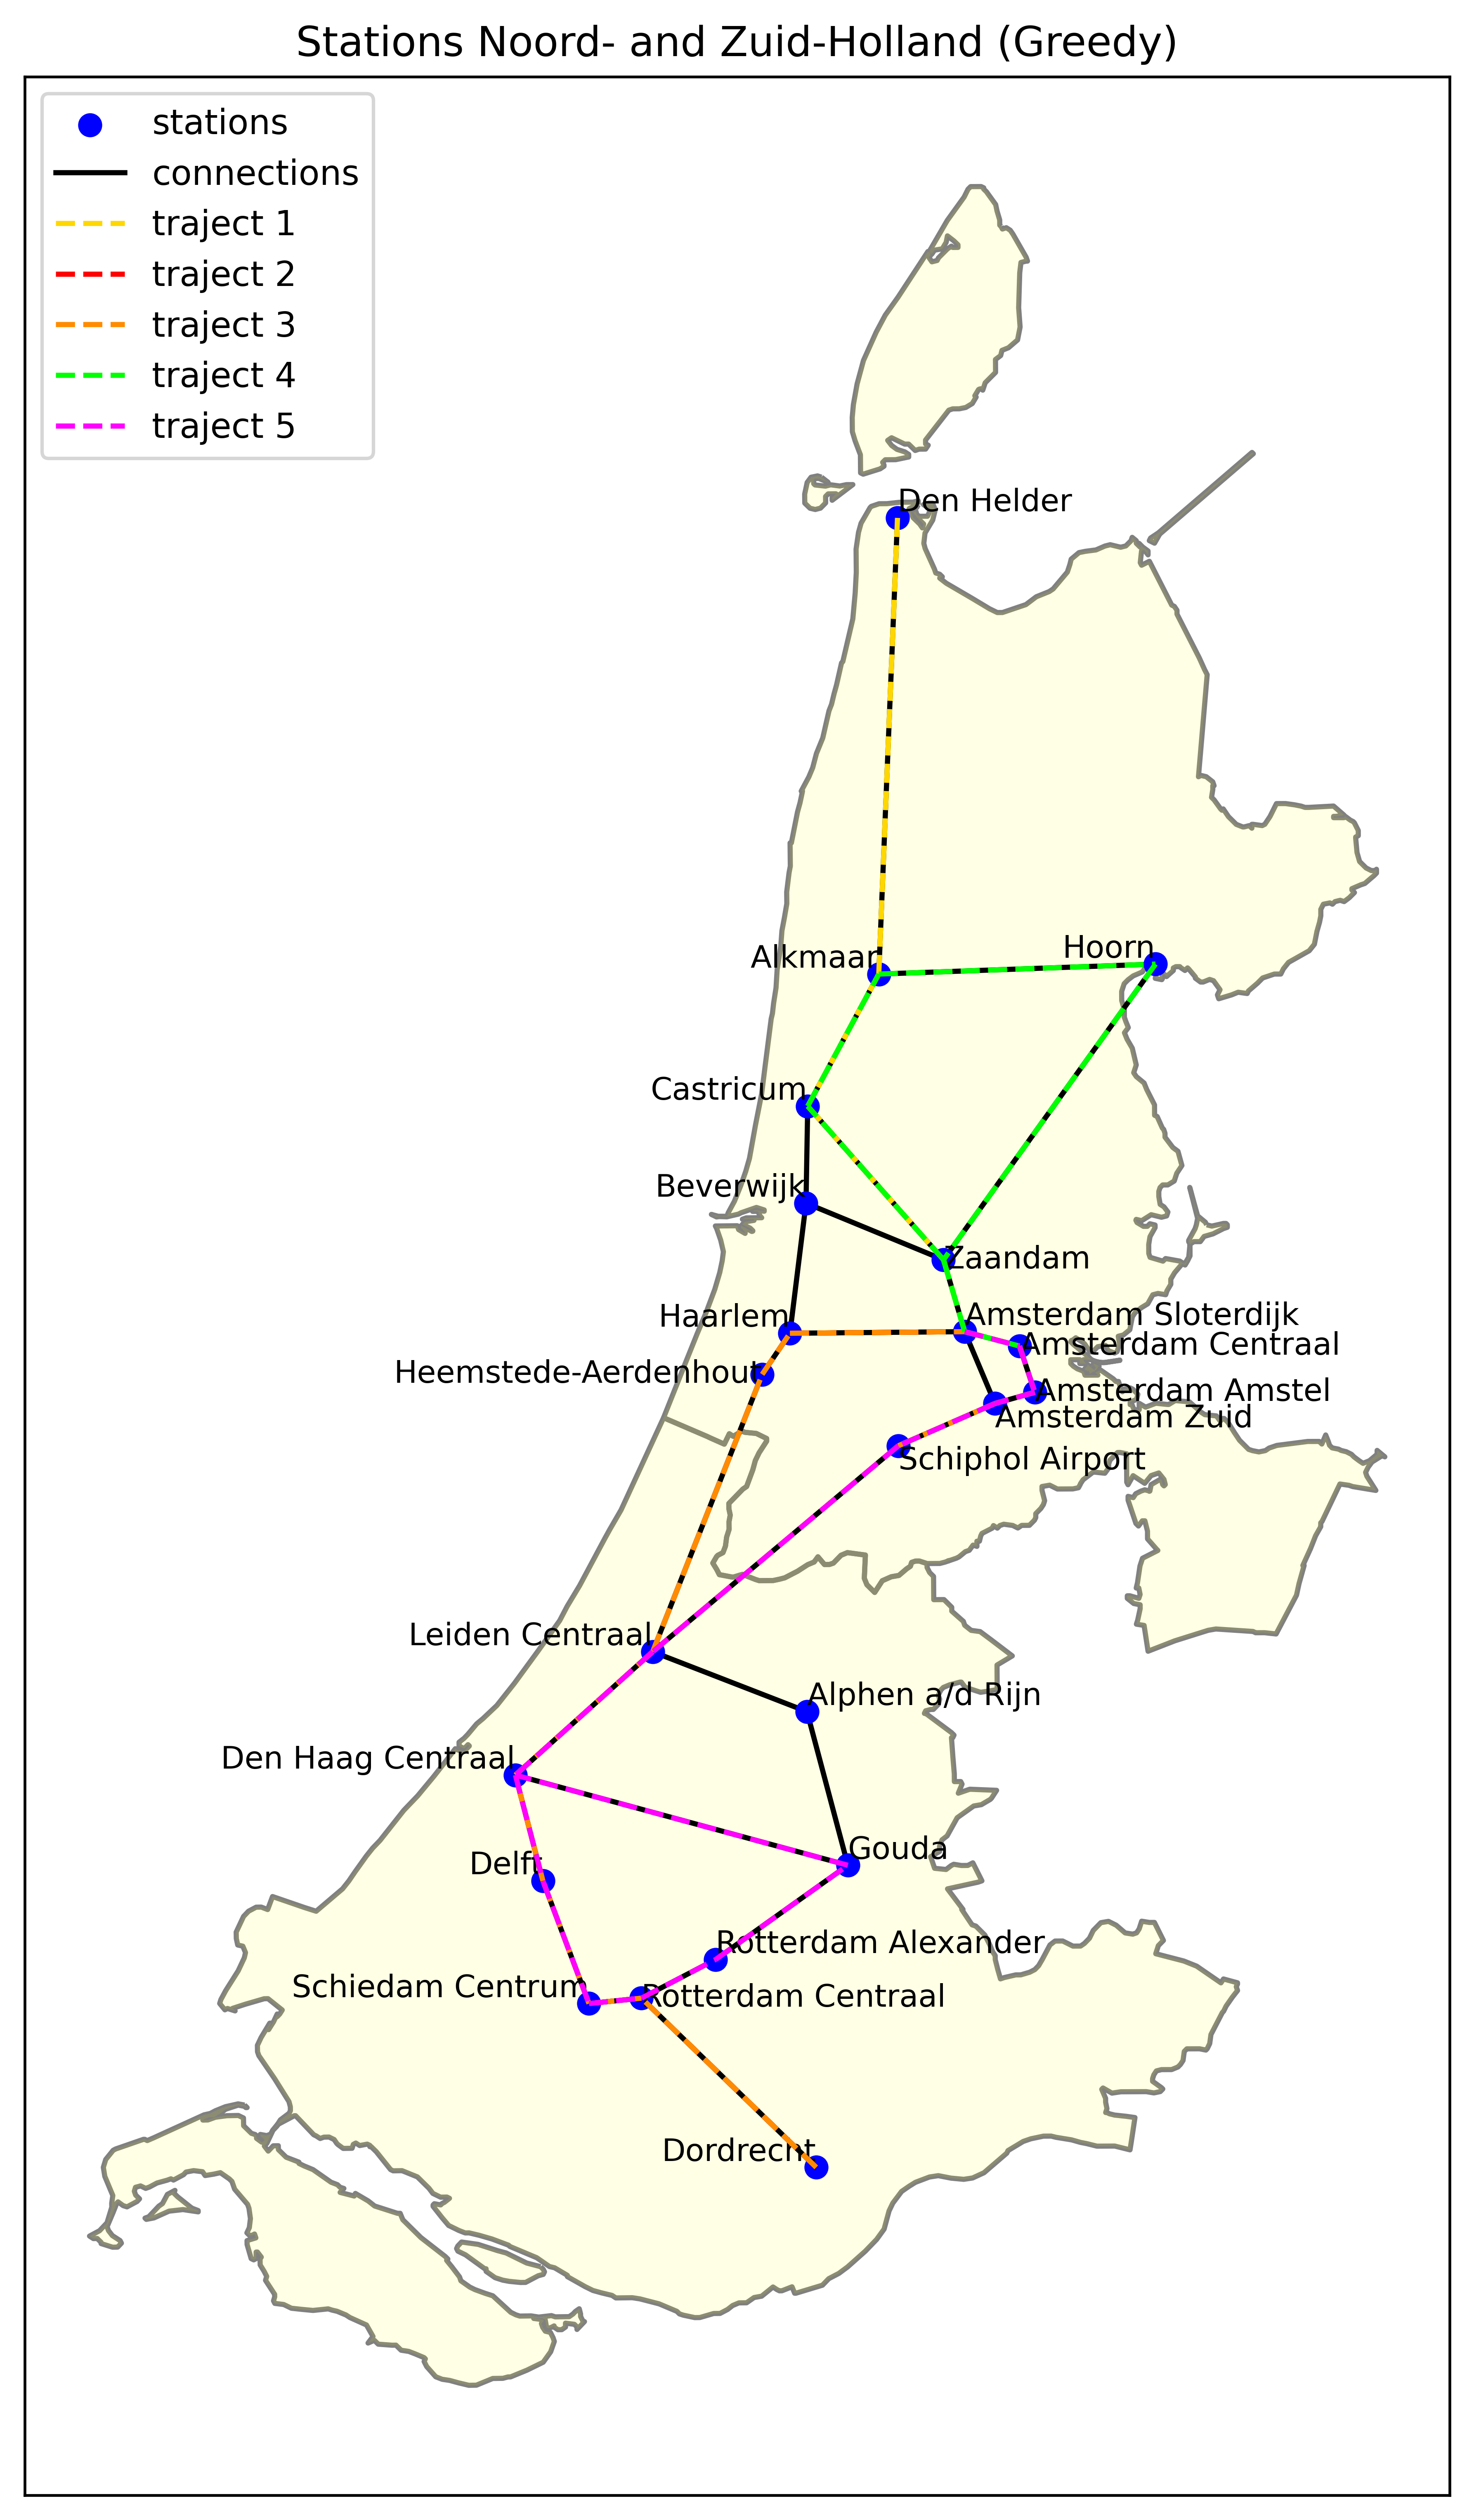 Stations Noord- and Zuid-Holland (Greedy)
stations
connections
traject 1
traject 2
traject 3
traject 4
traject 5
Den Helder
Hoorn
Alkmaar
Castricum
Beverwijk
Zaandam
Haarlem
Amsterdam Sloterdijk
Amsterdam Centraal
Heemstede-Aerdenhout
Amsterdam Amstel
Amsterdam Zuid
Schiphol Airport
Leiden Centraal
Alphen a/d Rijn
Den Haag Centraal
Gouda
Delft
Rotterdam Alexander
Schiedam Centrum
Rotterdam Centraal
Dordrecht